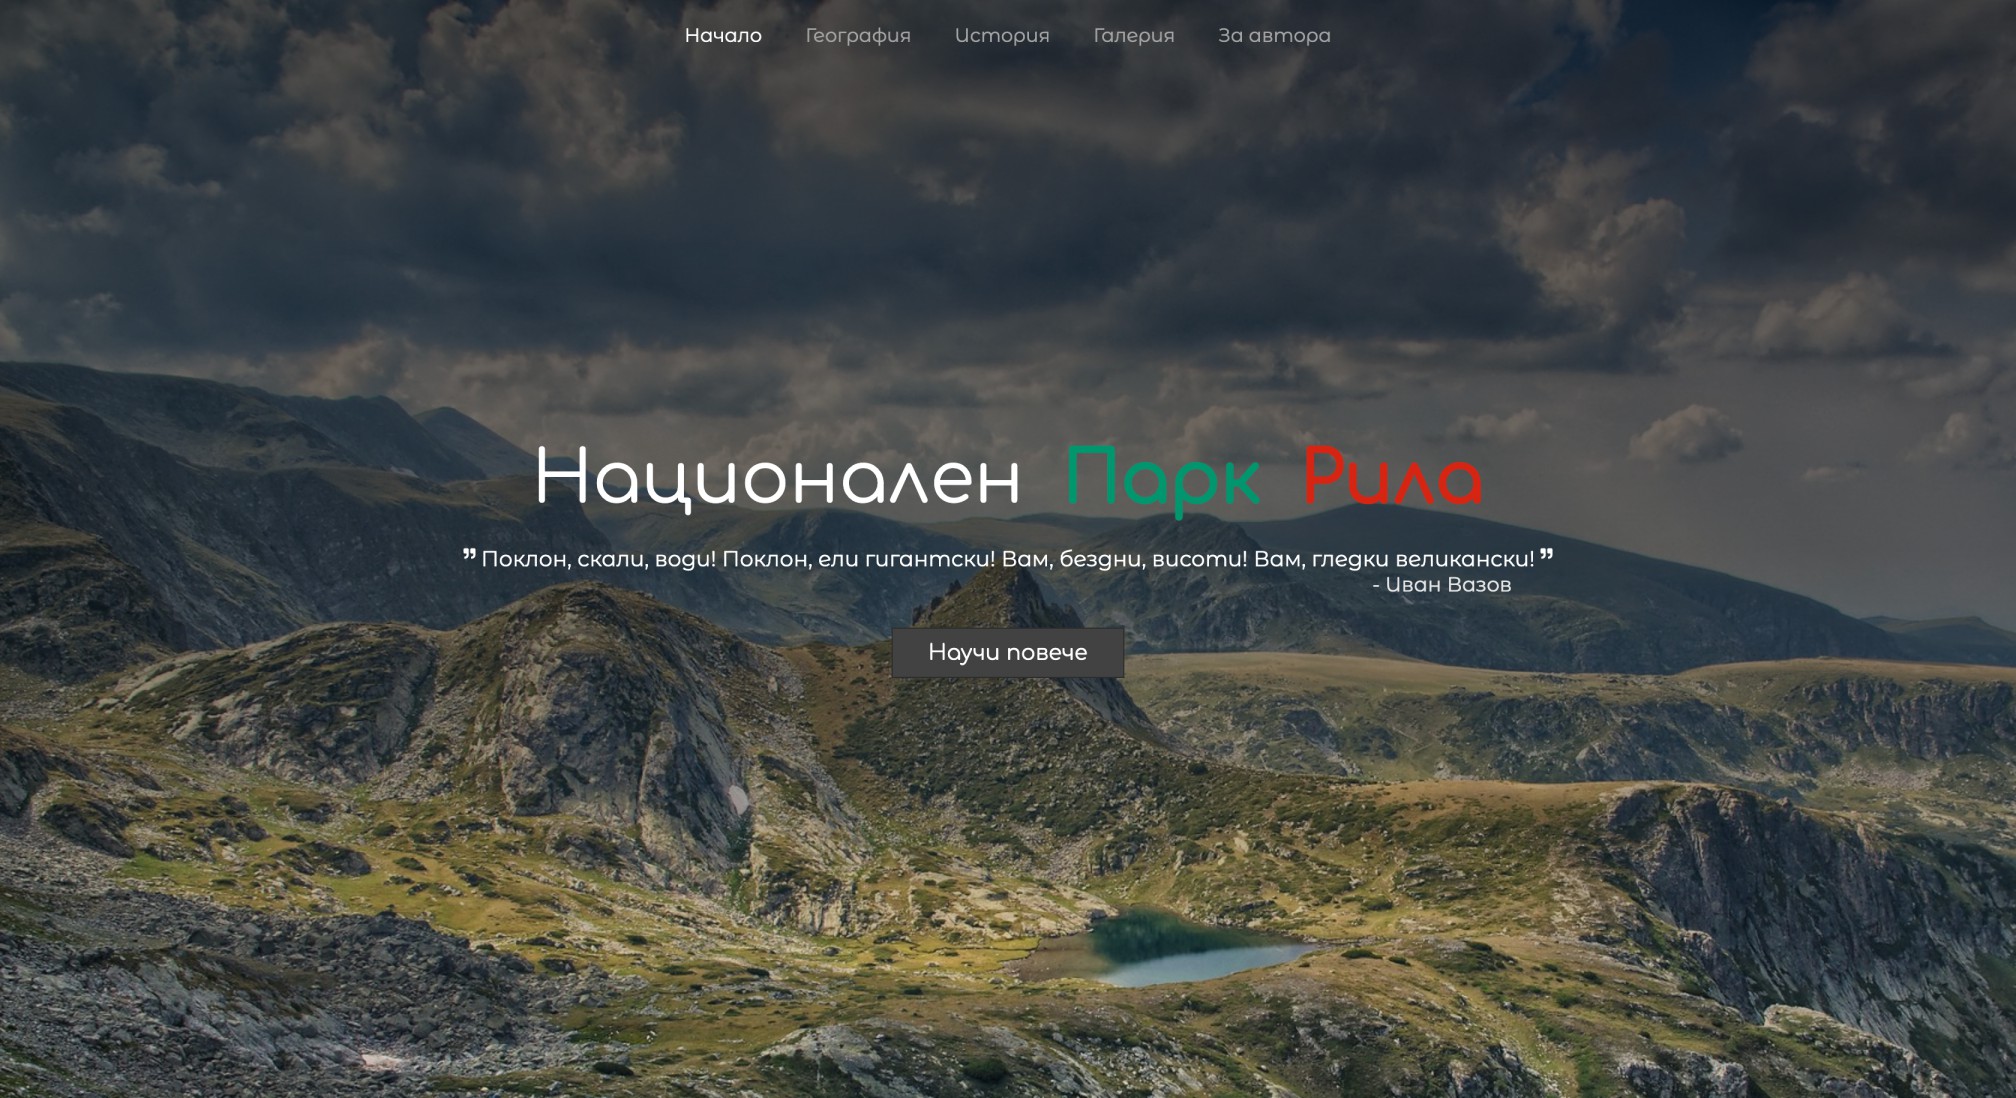 Начало География История Галерия За автора
Национален Парк Рила
❞ Поклон, скали, води! Поклон, ели гигантски! Вам, бездни, висоти! Вам, гледки великански! ❞
- Иван Вазов
Научи повече